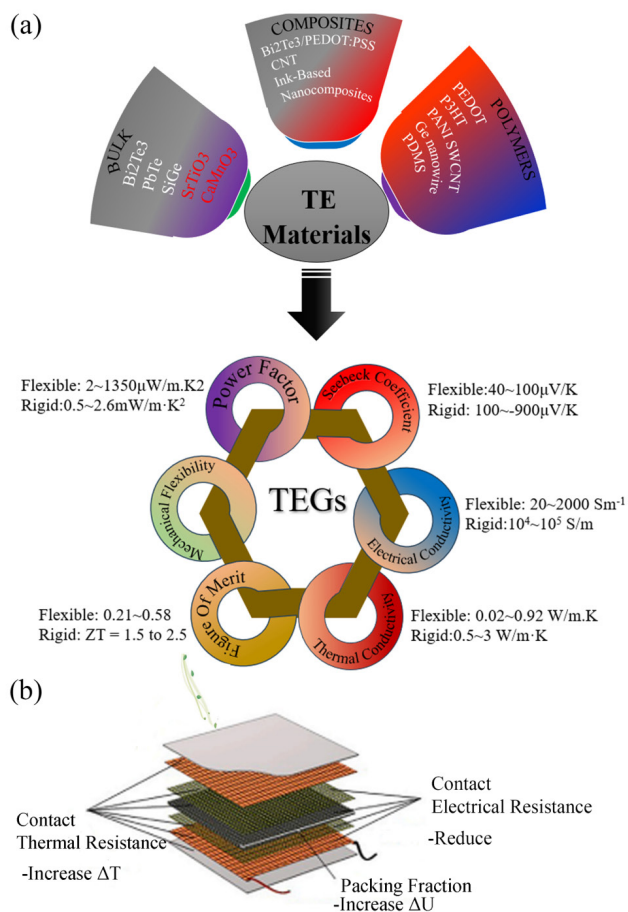 (a)
COMPOSITES
Bi2Te3/PEDOT:PSS
CNT
Ink-Based
Nanocomposites
BULK
Bi2Te3
PbTe
SiGe
SrTiO3
CaMnO3
POLYMERS
PEDOT
P3HT
PANI SWCNT
Ge nanowire
PDMS
TE
Materials
Power Factor
Flexible: 2~1350μW/m.K2
Rigid:0.5~2.6mW/m·K²
Seebeck Coefficient
Flexible:40~100μV/K
Rigid: 100~-900μV/K
Mechanical Flexibility
TEGs
Electrical Conductivity
Flexible: 20~2000 Sm⁻¹
Rigid:10⁴~10⁵ S/m
Figure Of Merit
Flexible: 0.21~0.58
Rigid: ZT = 1.5 to 2.5
Thermal Conductivity
Flexible: 0.02~0.92 W/m.K
Rigid:0.5~3 W/m·K
(b)
Contact
Thermal Resistance
-Increase ΔT
Contact
Electrical Resistance
-Reduce
Packing Fraction
-Increase ΔU